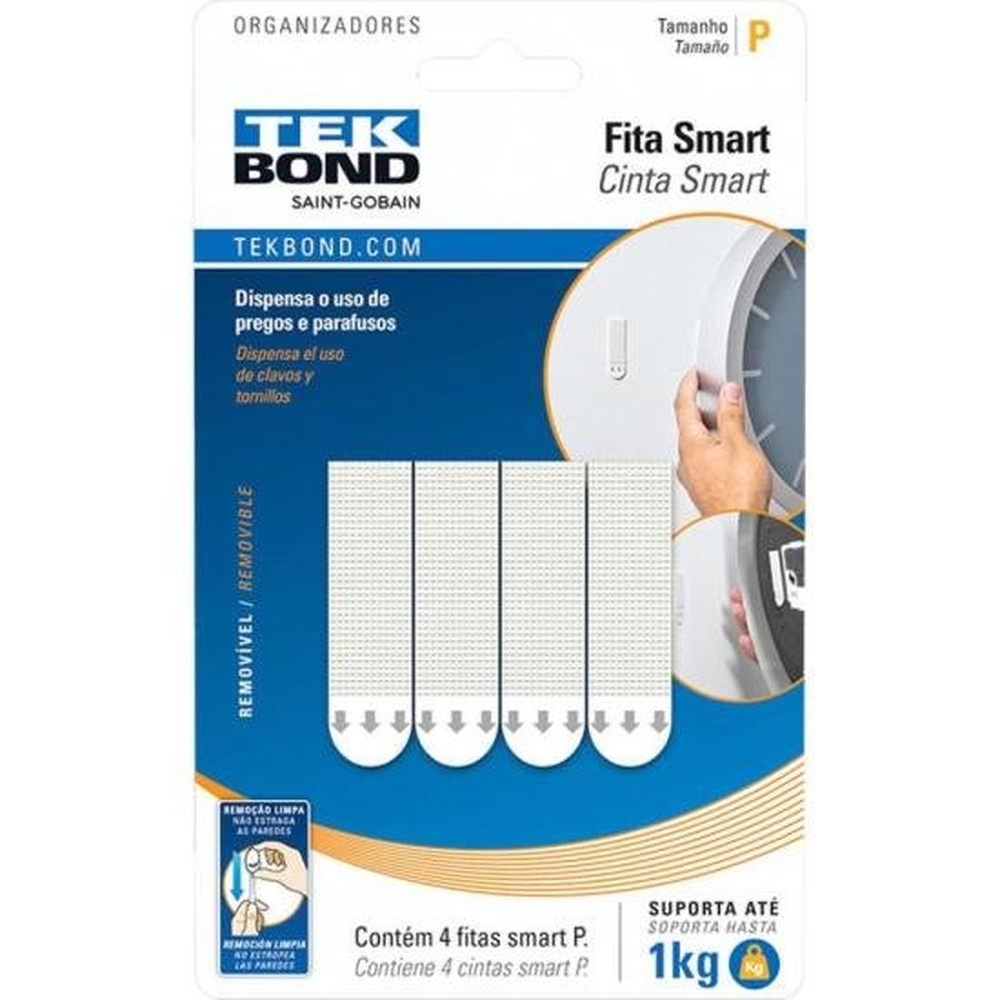 ORGANIZADORES
Tamanho
Tamaño
P
TEK
BOND
SAINT-GOBAIN
Fita Smart
Cinta Smart
TEKBOND.COM
Dispensa o uso de
pregos e parafusos
Dispensa el uso
de clavos y
tornillos
REMOVÍVEL / REMOVIBLE
REMOÇÃO LIMPA
NÃO ESTRAGA
AS PAREDES
REMOCIÓN LIMPIA
NO ESTROPEA
LAS PAREDES
Contém 4 fitas smart P.
Contiene 4 cintas smart P.
SUPORTA ATÉ
SOPORTA HASTA
1kg
Kg